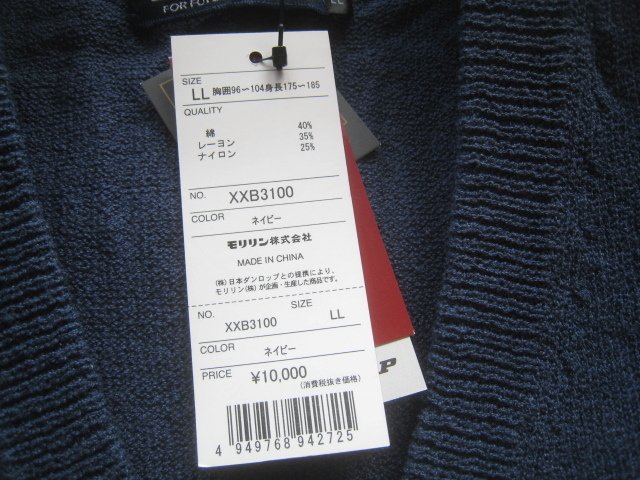 FOR FU
LL
SIZE
LL 胸囲96〜104身長175〜185
QUALITY
綿 40%
レーヨン 35%
ナイロン 25%
NO. XXB3100
COLOR ネイビー
モリリン株式会社
MADE IN CHINA
(株)日本ダンロップとの提携により、
モリリン(株)が企画・生産した商品です。
NO. XXB3100 SIZE LL
COLOR ネイビー
PRICE ¥10,000 (消費税抜き価格)
4 949768 942725
P